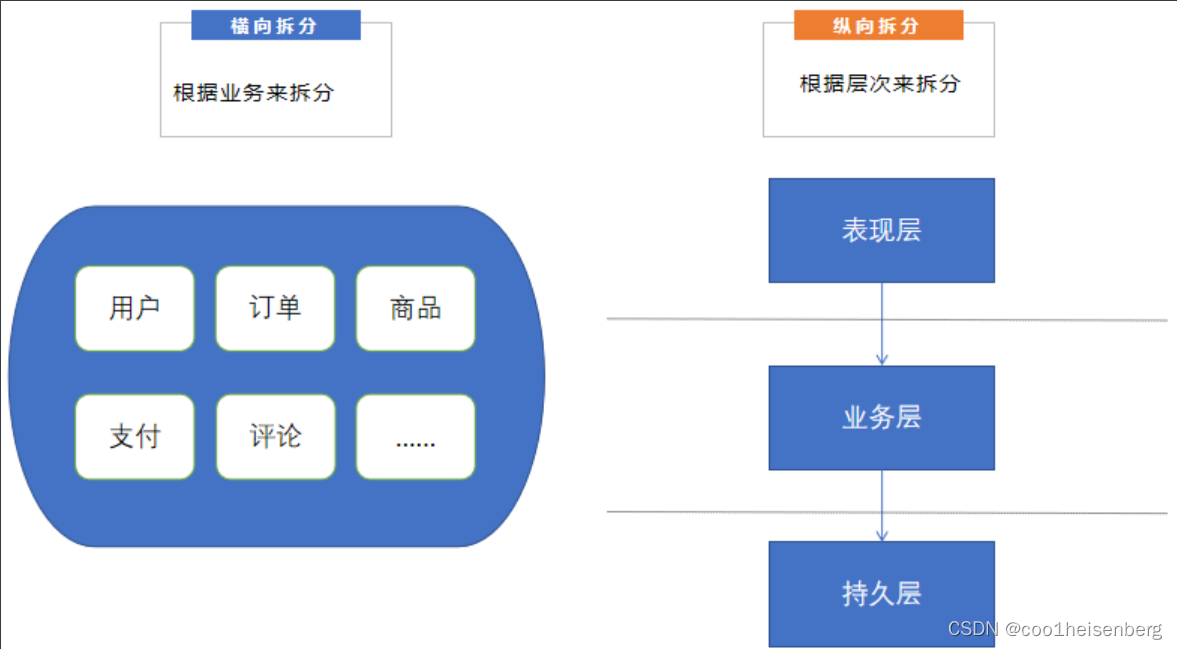 横向拆分
根据业务来拆分
用户
订单
商品
支付
评论
......
纵向拆分
根据层次来拆分
表现层
业务层
持久层
CSDN @coo1heisenberg